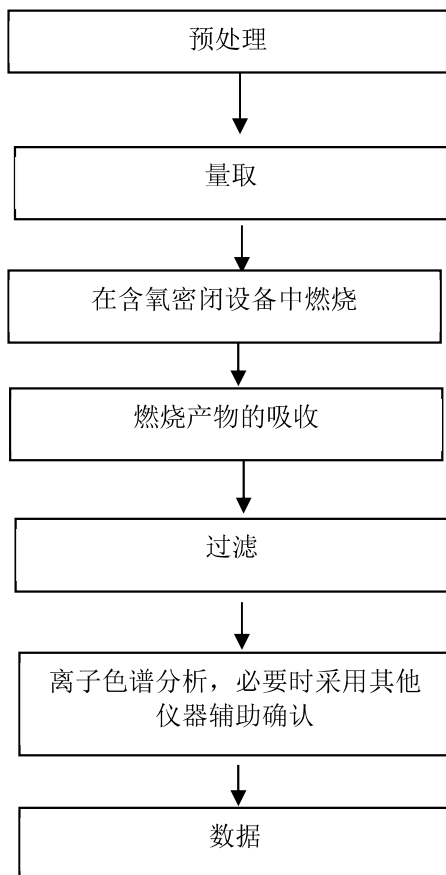 预处理
量取
在含氧密闭设备中燃烧
燃烧产物的吸收
过滤
离子色谱分析，必要时采用其他
仪器辅助确认
数据